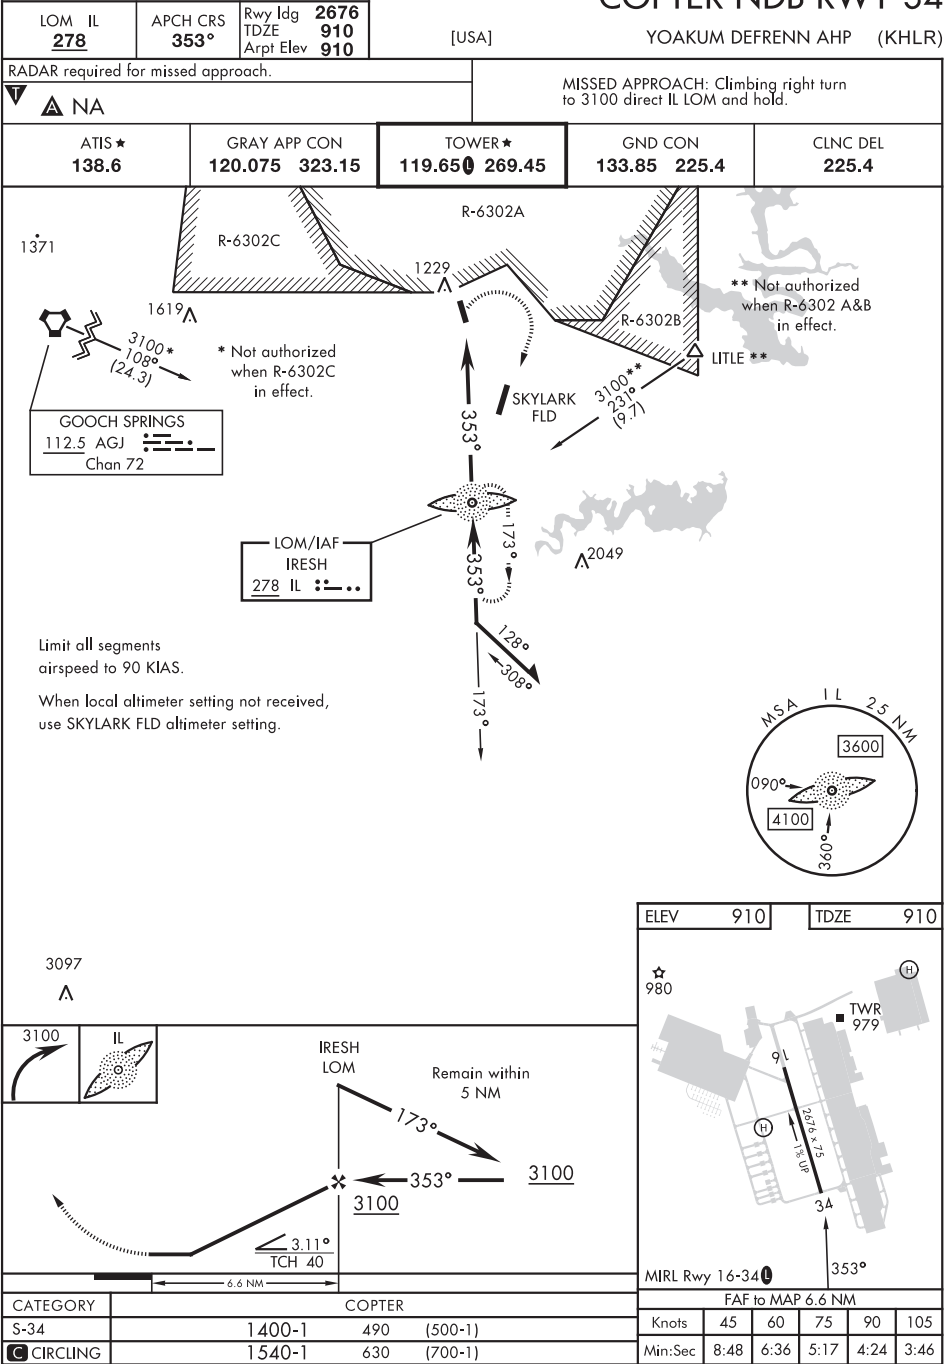 COPTER NDB RWY 34
LOM IL
278
APCH CRS
353°
Rwy ldg 2676
TDZE 910
Arpt Elev 910
[USA]
YOAKUM DEFRENN AHP (KHLR)
RADAR required for missed approach.
T
A NA
MISSED APPROACH: Climbing right turn
to 3100 direct IL LOM and hold.
ATIS ★
138.6
GRAY APP CON
120.075 323.15
TOWER ★
119.65 L 269.45
GND CON
133.85 225.4
CLNC DEL
225.4
R-6302A
R-6302C
1371
1229
R-6302B
** Not authorized
when R-6302 A&B
in effect.
1619
3100*
108°
(24.3)
* Not authorized
when R-6302C
in effect.
LITLE **
3100**
231°
(9.7)
SKYLARK
FLD
353°
GOOCH SPRINGS
112.5 AGJ
Chan 72
173°
2049
LOM/IAF
IRESH
278 IL
353°
128°
308°
173°
Limit all segments
airspeed to 90 KIAS.
When local altimeter setting not received,
use SKYLARK FLD altimeter setting.
MSA IL 25 NM
3600
090°
4100
360°
3097
ELEV 910
TDZE 910
980
H
TWR
979
16
2676 x 75
1% UP
H
34
353°
MIRL Rwy 16-34 L
3100
IL
IRESH
LOM
Remain within
5 NM
173°
353°
3100
3100
3.11°
TCH 40
6.6 NM
CATEGORY COPTER
S-34 1400-1 490 (500-1)
C CIRCLING 1540-1 630 (700-1)
FAF to MAP 6.6 NM
Knots 45 60 75 90 105
Min:Sec 8:48 6:36 5:17 4:24 3:46